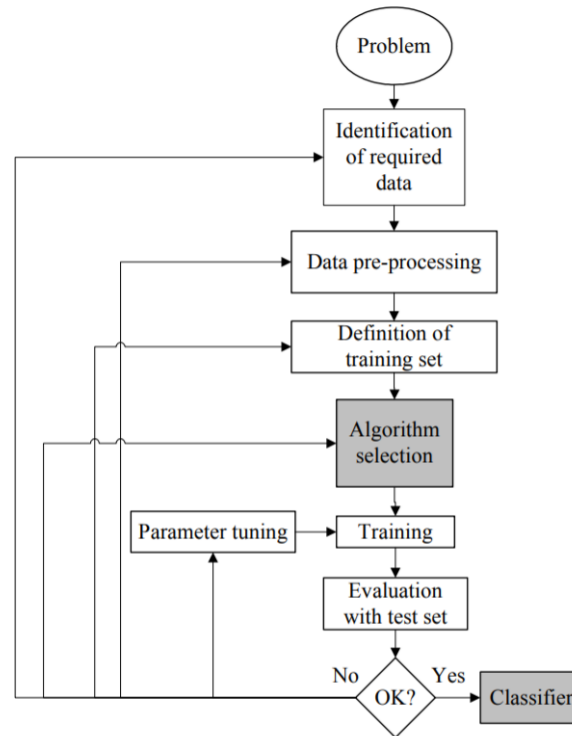 Problem
Identification
of required
data
Data pre-processing
Definition of
training set
Algorithm
selection
Parameter tuning
Training
Evaluation
with test set
No
Yes
OK?
Classifier